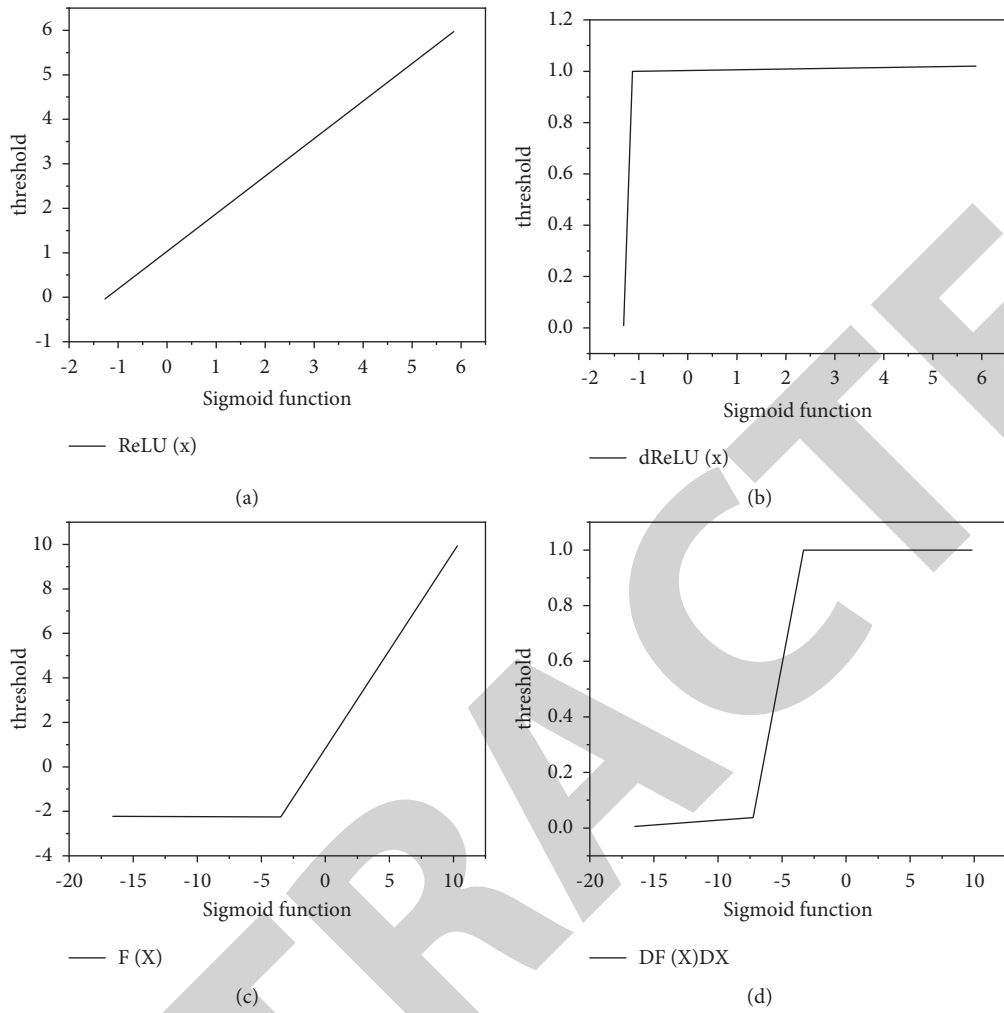 6
5
4
3
2
1
0
-1
threshold
-2 -1 0 1 2 3 4 5 6
Sigmoid function
ReLU (x)
(a)
1.2
1.0
0.8
0.6
0.4
0.2
0.0
threshold
-2 -1 0 1 2 3 4 5 6
Sigmoid function
dReLU (x)
(b)
10
8
6
4
2
0
-2
-4
threshold
-20 -15 -10 -5 0 5 10
Sigmoid function
F (X)
(c)
1.0
0.8
0.6
0.4
0.2
0.0
threshold
-20 -15 -10 -5 0 5 10
Sigmoid function
DF (X)DX
(d)
TRACTE